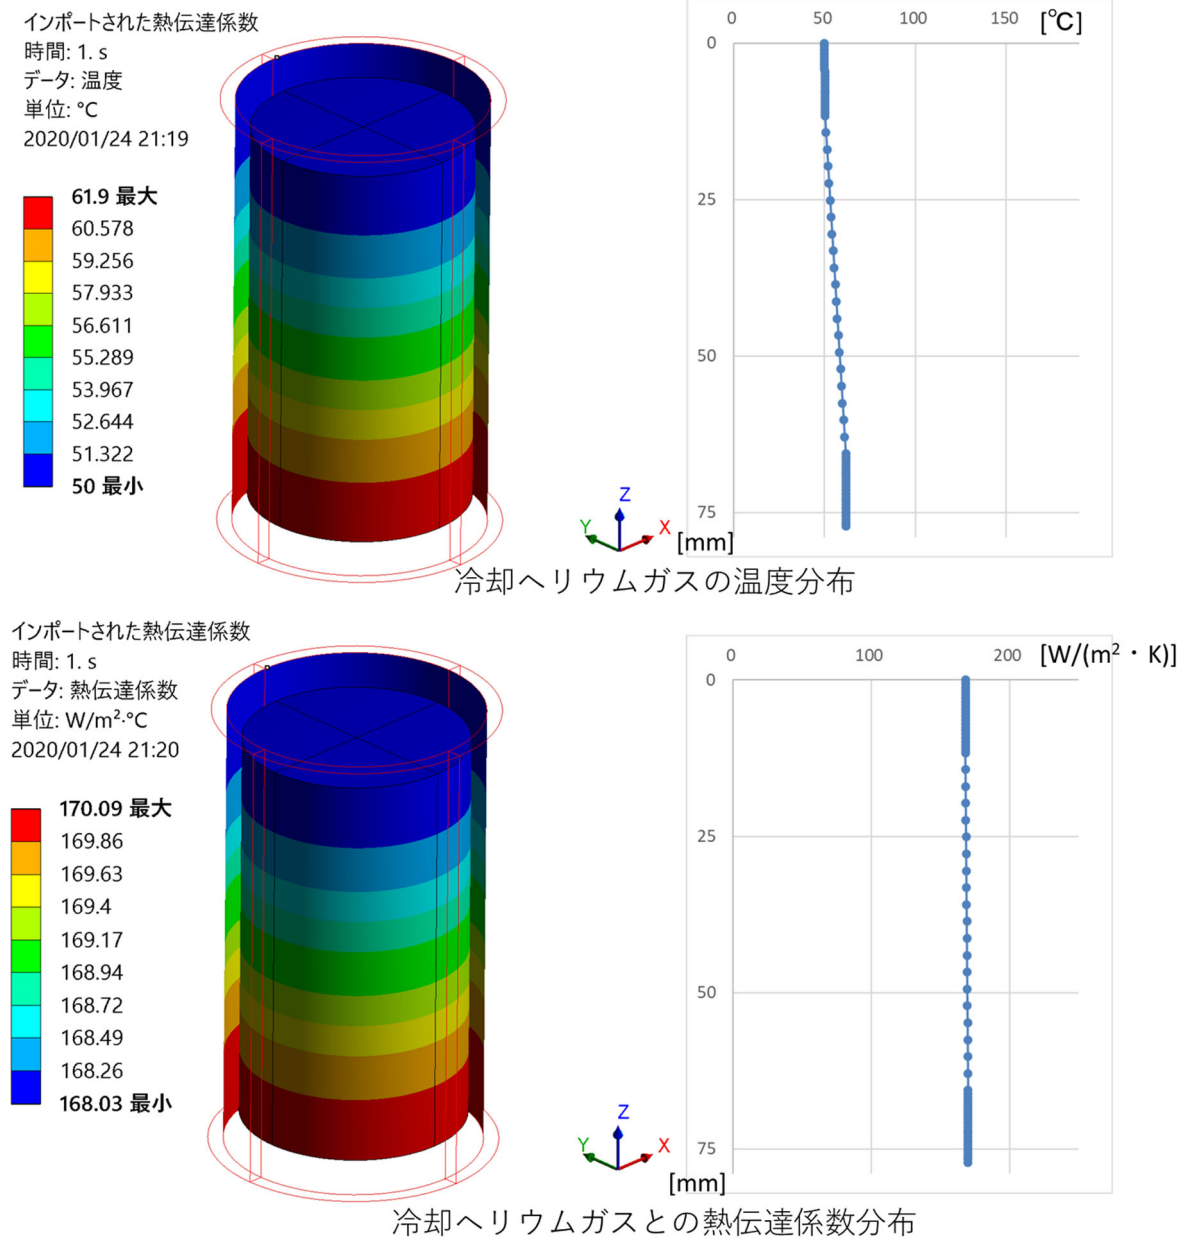 インポートされた熱伝達係数
時間: 1. s
データ: 温度
単位: °C
2020/01/24 21:19
61.9 最大
60.578
59.256
57.933
56.611
55.289
53.967
52.644
51.322
50 最小
Z
Y
X
0 50 100 150 [℃]
0
25
50
75
[mm]
冷却ヘリウムガスの温度分布
インポートされた熱伝達係数
時間: 1. s
データ: 熱伝達係数
単位: W/m²·°C
2020/01/24 21:20
170.09 最大
169.86
169.63
169.4
169.17
168.94
168.72
168.49
168.26
168.03 最小
Z
Y
X
0 100 200 [W/(m²・K)]
0
25
50
75
[mm]
冷却ヘリウムガスとの熱伝達係数分布